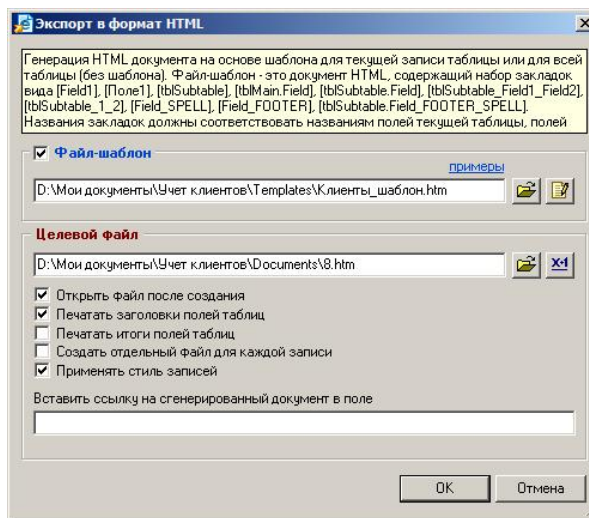 Экспорт в формат HTML
Генерация HTML документа на основе шаблона для текущей записи таблицы или для всей
таблицы (без шаблона). Файл-шаблон - это документ HTML, содержащий набор закладок
вида [Field1], [Поле1], [tblSubtable], [tblMain.Field], [tblSubtable.Field], [tblSubtable_Field1_Field2],
[tblSubtable_1_2], [Field_SPELL], [Field_FOOTER], [tblSubtable.Field_FOOTER_SPELL].
Названия закладок должны соответствовать названиям полей текущей таблицы, полей
Файл-шаблон
примеры
D:\Мои документы\Учет клиентов\Templates\Клиенты_шаблон.htm
Целевой файл
D:\Мои документы\Учет клиентов\Documents\8.htm
X-1
Открыть файл после создания
Печатать заголовки полей таблиц
Печатать итоги полей таблиц
Создать отдельный файл для каждой записи
Применять стиль записей
Вставить ссылку на сгенерированный документ в поле
OK
Отмена